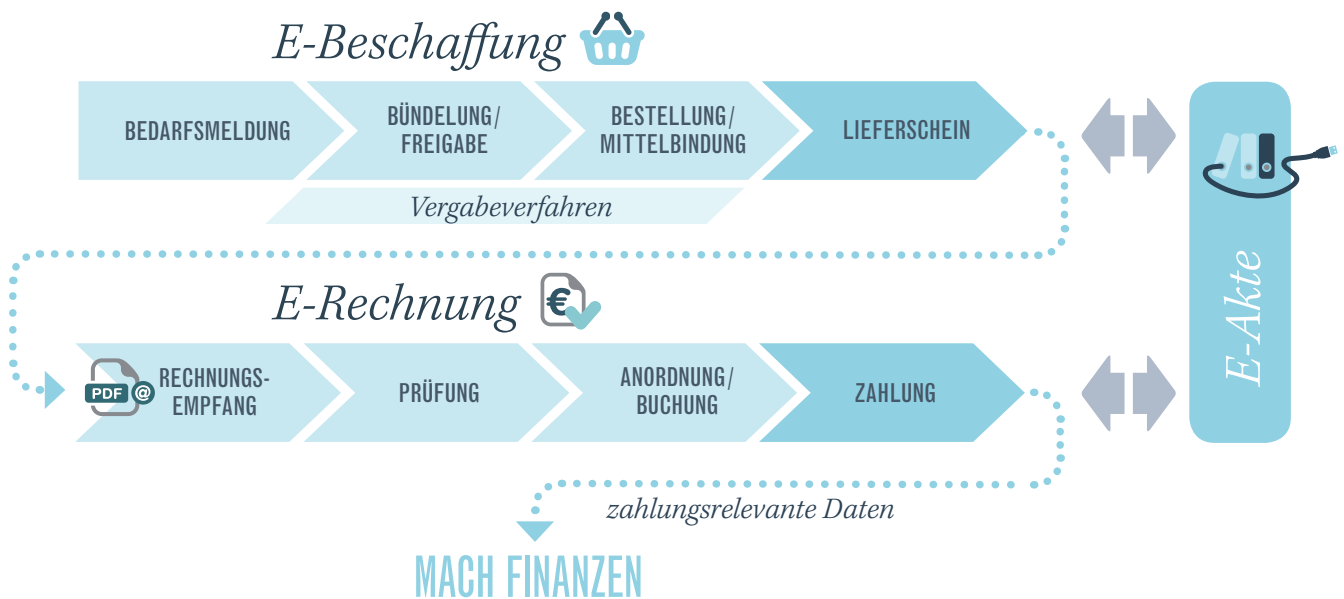 E-Beschaffung
BEDARFSMELDUNG
BÜNDELUNG/
FREIGABE
BESTELLUNG/
MITTELBINDUNG
LIEFERSCHEIN
Vergabeverfahren
E-Akte
E-Rechnung
€
PDF @
RECHNUNGS-
EMPFANG
PRÜFUNG
ANORDNUNG/
BUCHUNG
ZAHLUNG
zahlungsrelevante Daten
MACH FINANZEN